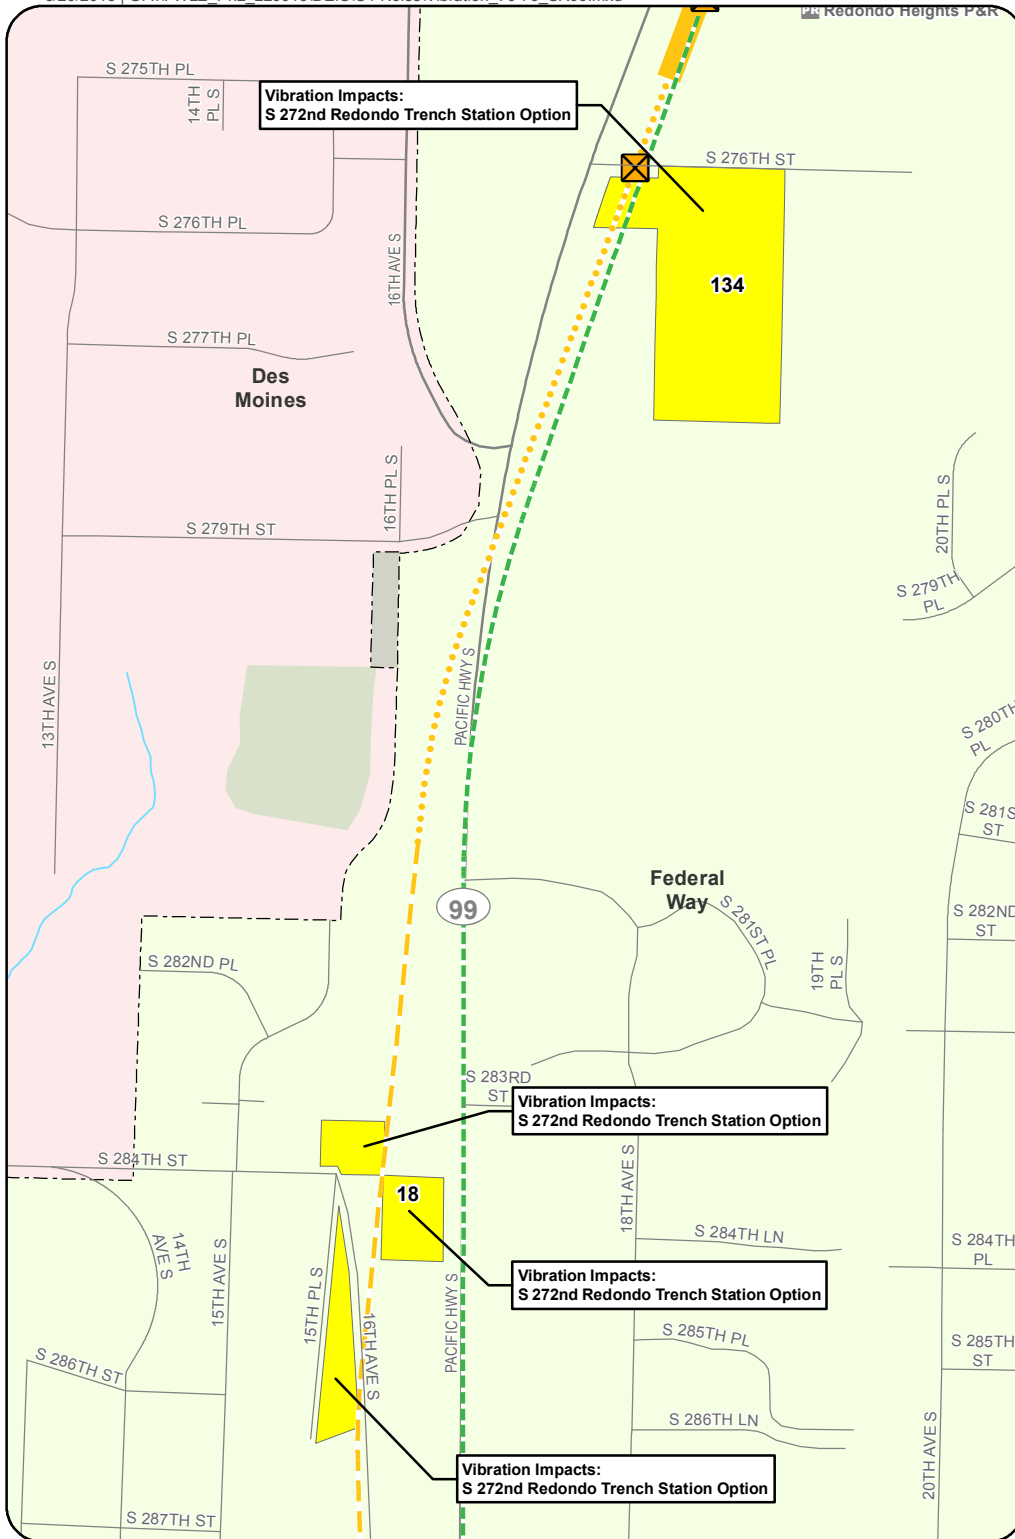 PR Redondo Heights P&R
S 275TH PL
14TH
PL S
Vibration Impacts:
S 272nd Redondo Trench Station Option
S 276TH ST
S 276TH PL
16TH AVE S
134
S 277TH PL
Des
Moines
16TH PL S
20TH PL S
S 279TH ST
S 279TH
PL
13TH AVE S
PACIFIC HWY S
S 280TH
PL
S 281S
ST
Federal
Way
99
S 281ST PL
S 282ND
ST
S 282ND PL
19TH
PL S
S 283RD
ST
Vibration Impacts:
S 272nd Redondo Trench Station Option
S 284TH ST
18
18TH AVE S
14TH
AVE S
15TH AVE S
S 284TH LN
S 284TH
PL
Vibration Impacts:
S 272nd Redondo Trench Station Option
15TH PL S
16TH AVE S
PACIFIC HWY S
S 285TH PL
S 285TH
ST
S 286TH ST
S 286TH LN
20TH AVE S
Vibration Impacts:
S 272nd Redondo Trench Station Option
S 287TH ST